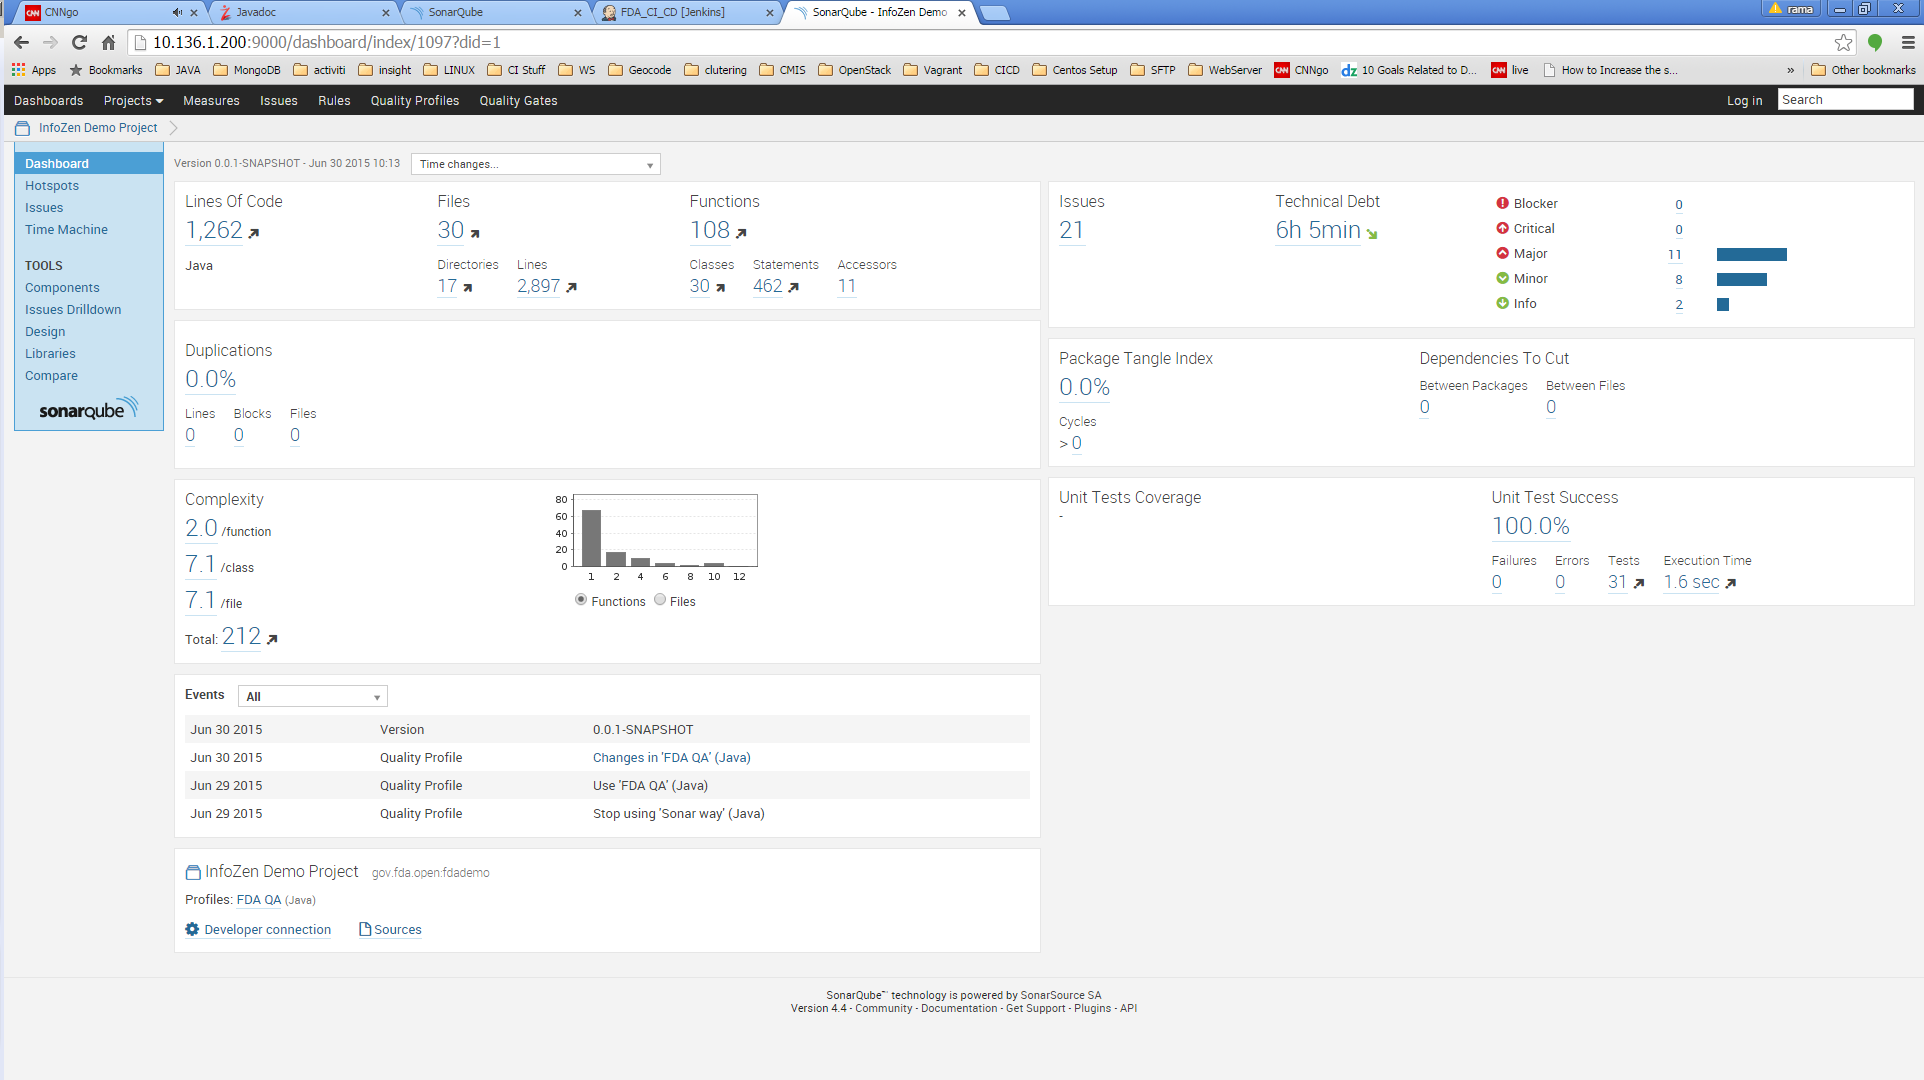 CNNgo
Javadoc
SonarQube
FDA_CI_CD [Jenkins]
SonarQube - InfoZen Demo
rama
10.136.1.200:9000/dashboard/index/1097?did=1
Apps
Bookmarks
JAVA
MongoDB
activiti
insight
LINUX
CI Stuff
WS
Geocode
clutering
CMIS
OpenStack
Vagrant
CICD
Centos Setup
SFTP
WebServer
CNN
CNNgo
dz
10 Goals Related to D...
CNN
live
How to Increase the s...
»
Other bookmarks
Dashboards
Projects
Measures
Issues
Rules
Quality Profiles
Quality Gates
Log in
Search
InfoZen Demo Project
Dashboard
Hotspots
Issues
Time Machine
TOOLS
Components
Issues Drilldown
Design
Libraries
Compare
sonarqube
Version 0.0.1-SNAPSHOT - Jun 30 2015 10:13
Time changes...
Lines Of Code
1,262
Java
Files
30
Directories
17
Lines
2,897
Functions
108
Classes
30
Statements
462
Accessors
11
Duplications
0.0%
Lines
0
Blocks
0
Files
0
Complexity
2.0 /function
7.1 /class
7.1 /file
Total: 212
80
60
40
20
0
1 2 4 6 8 10 12
Functions
Files
Events
All
Jun 30 2015 Version 0.0.1-SNAPSHOT
Jun 30 2015 Quality Profile Changes in 'FDA QA' (Java)
Jun 29 2015 Quality Profile Use 'FDA QA' (Java)
Jun 29 2015 Quality Profile Stop using 'Sonar way' (Java)
InfoZen Demo Project gov.fda.open:fdademo
Profiles: FDA QA (Java)
Developer connection
Sources
Issues
21
Technical Debt
6h 5min
Blocker 0
Critical 0
Major 11
Minor 8
Info 2
Package Tangle Index
0.0%
Cycles
> 0
Dependencies To Cut
Between Packages
0
Between Files
0
Unit Tests Coverage
-
Unit Test Success
100.0%
Failures
0
Errors
0
Tests
31
Execution Time
1.6 sec
SonarQube™ technology is powered by SonarSource SA
Version 4.4 - Community - Documentation - Get Support - Plugins - API